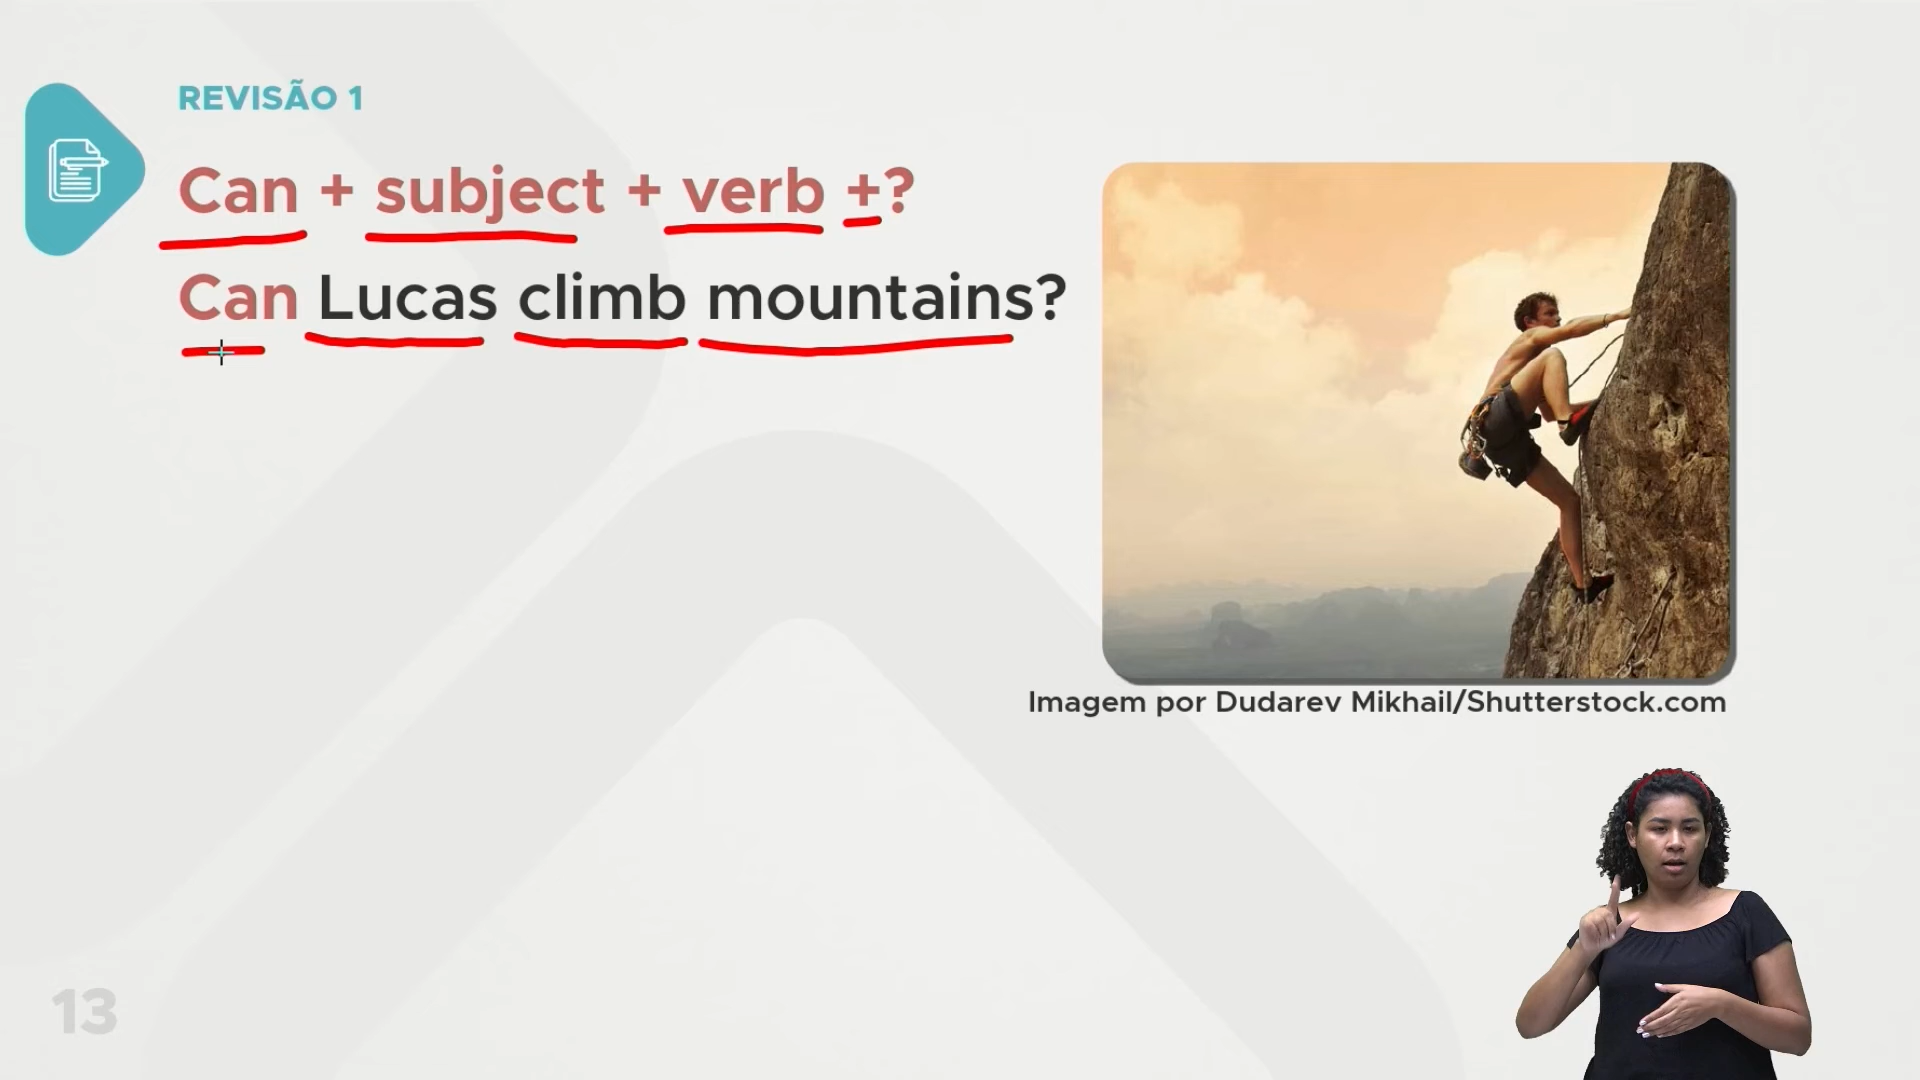 REVISÃO 1
Can + subject + verb +?
Can Lucas climb mountains?
Imagem por Dudarev Mikhail/Shutterstock.com
13